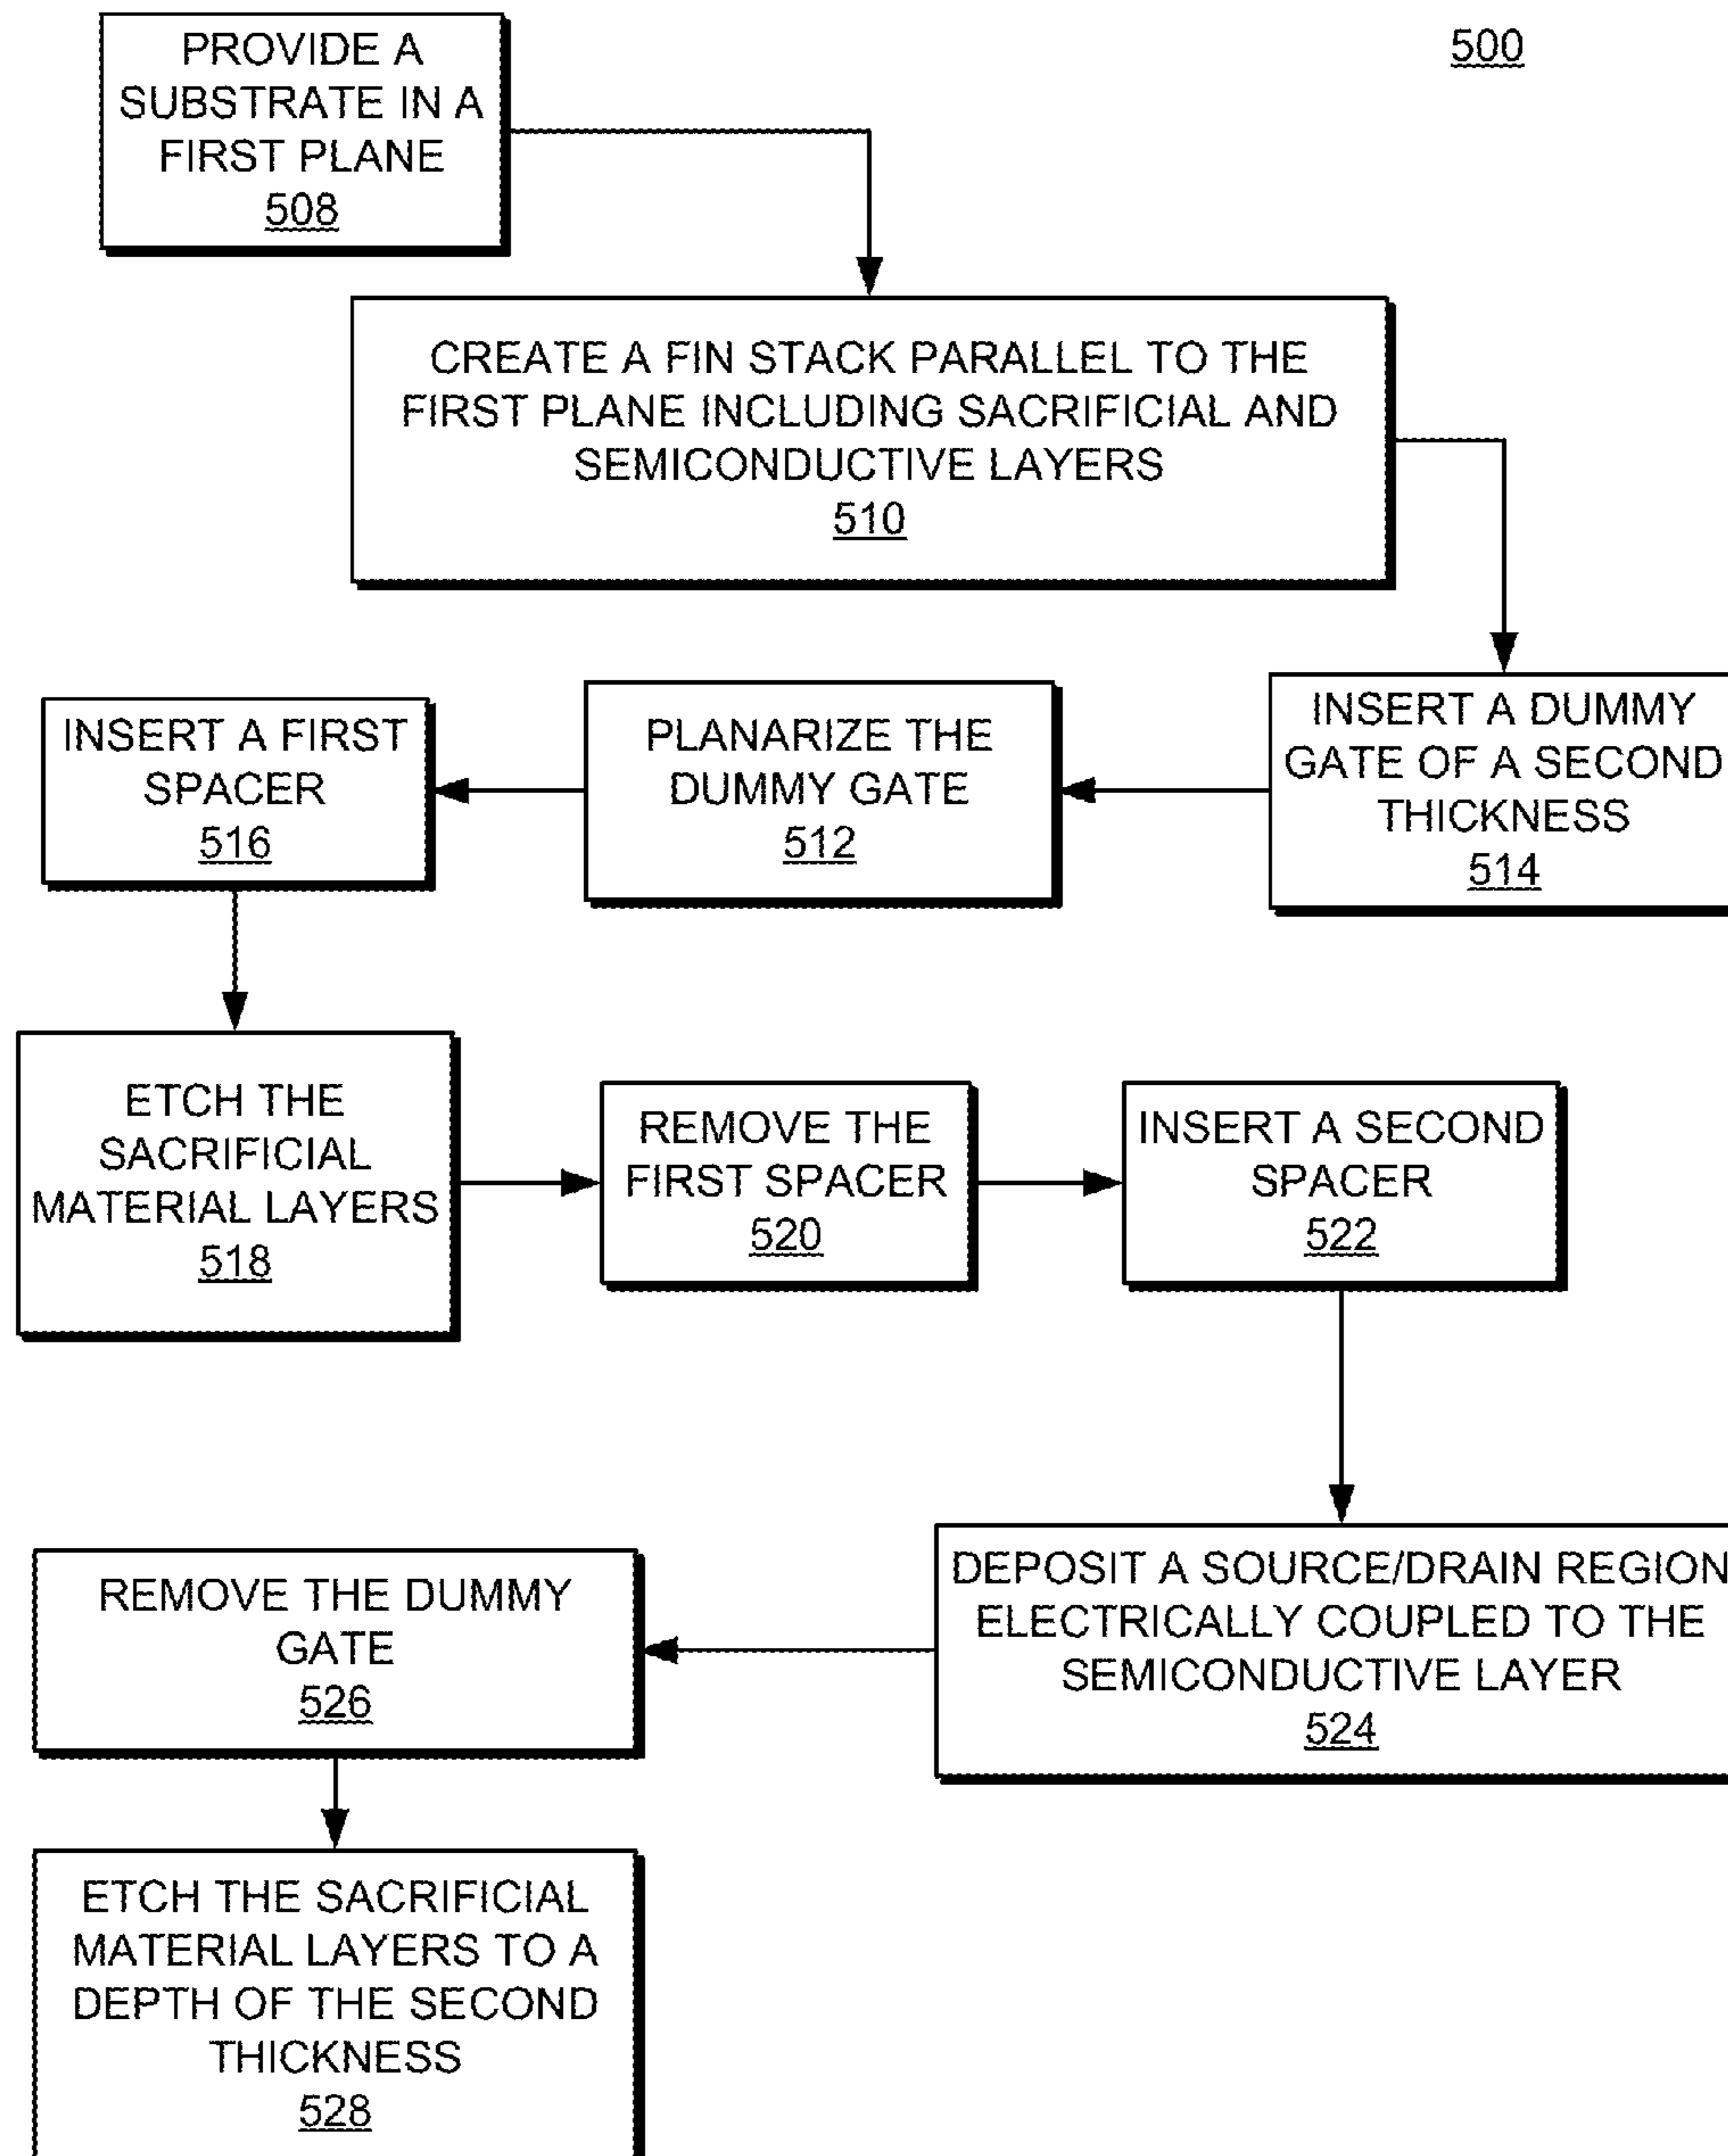 500
PROVIDE A
SUBSTRATE IN A
FIRST PLANE
508
CREATE A FIN STACK PARALLEL TO THE
FIRST PLANE INCLUDING SACRIFICIAL AND
SEMICONDUCTIVE LAYERS
510
INSERT A DUMMY
GATE OF A SECOND
THICKNESS
514
PLANARIZE THE
DUMMY GATE
512
INSERT A FIRST
SPACER
516
ETCH THE
SACRIFICIAL
MATERIAL LAYERS
518
REMOVE THE
FIRST SPACER
520
INSERT A SECOND
SPACER
522
DEPOSIT A SOURCE/DRAIN REGION
ELECTRICALLY COUPLED TO THE
SEMICONDUCTIVE LAYER
524
REMOVE THE DUMMY
GATE
526
ETCH THE SACRIFICIAL
MATERIAL LAYERS TO A
DEPTH OF THE SECOND
THICKNESS
528